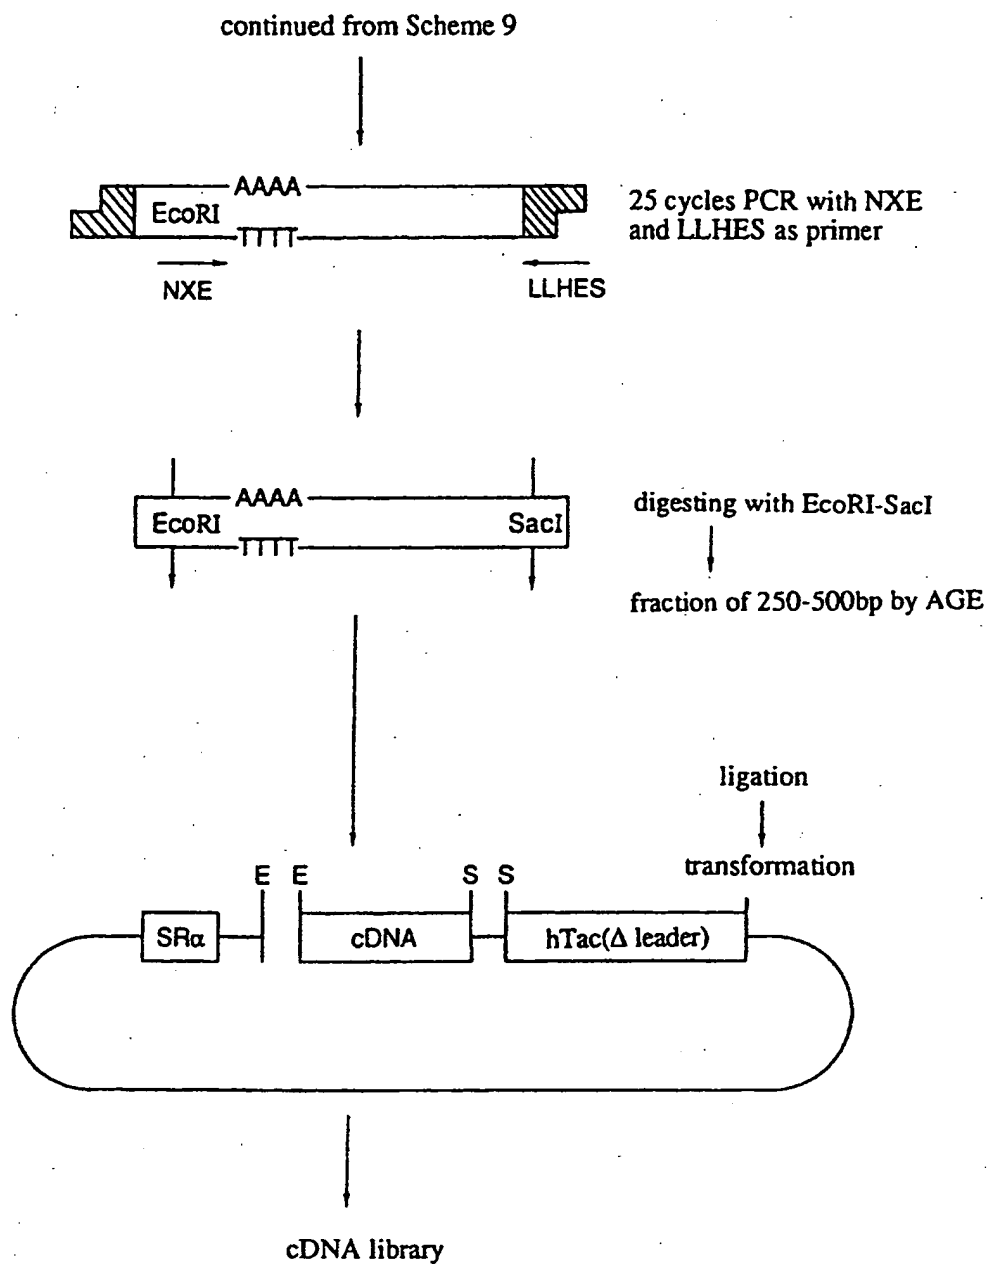 continued from Scheme 9
AAAA
EcoRI
TTTT
25 cycles PCR with NXE
and LLHES as primer
NXE
LLHES
AAAA
EcoRI
SacI
TTTT
digesting with EcoRI-SacI
fraction of 250-500bp by AGE
ligation
transformation
E E S S
SRα
cDNA
hTac(Δ leader)
cDNA library